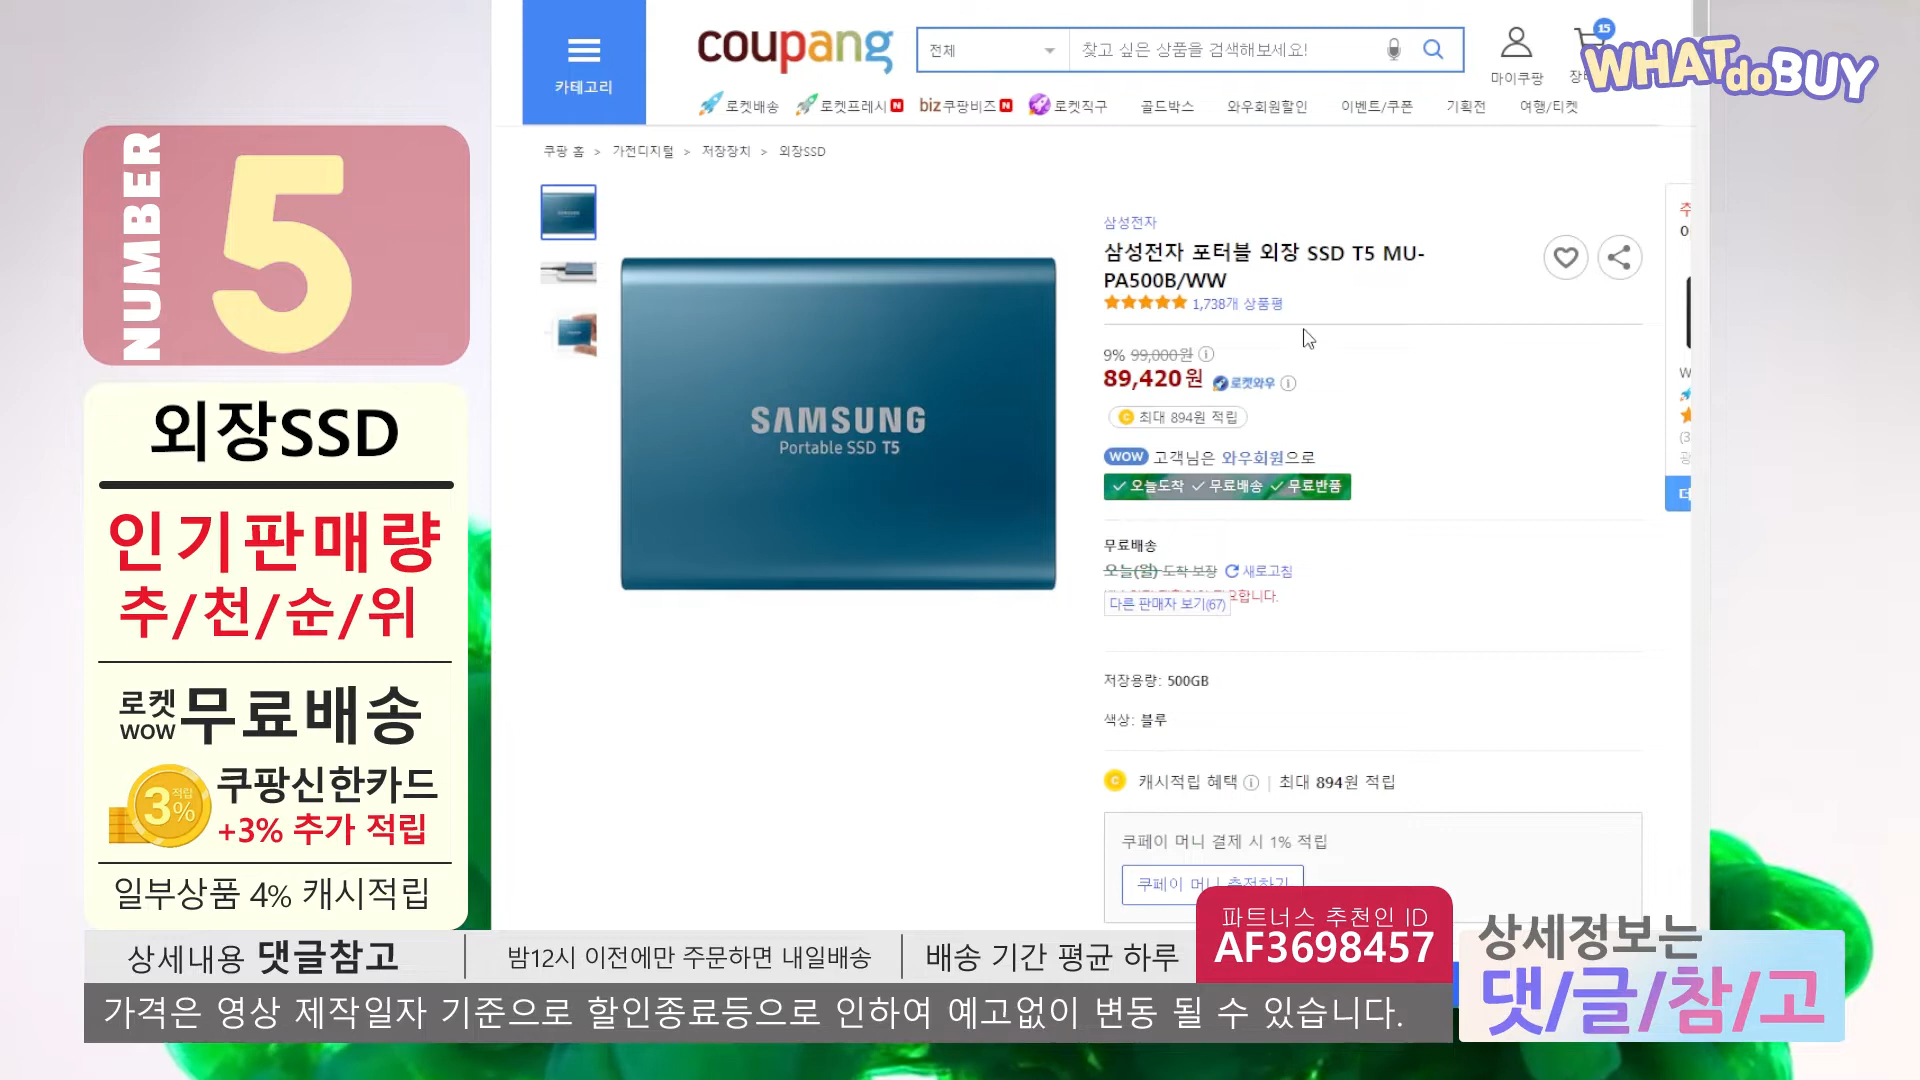 NUMBER
5
외장SSD
인기판매량
추/천/순/위
로켓
WOW
무료배송
적립
3%
쿠팡신한카드
+3% 추가 적립
일부상품 4% 캐시적립
카테고리
coupang
전체
찾고 싶은 상품을 검색해보세요!
마이쿠팡
15
WHAT do BUY
로켓배송
로켓프레시 N
biz 쿠팡비즈 N
로켓직구
골드박스
와우회원할인
이벤트/쿠폰
기획전
여행/티켓
쿠팡 홈 > 가전디지털 > 저장장치 > 외장SSD
SAMSUNG
Portable SSD T5
삼성전자
삼성전자 포터블 외장 SSD T5 MU-
PA500B/WW
1,738개 상품평
9% 99,000원
89,420원 로켓와우
최대 894원 적립
WOW 고객님은 와우회원으로
오늘도착 무료배송 무료반품
무료배송
오늘(월) 도착 보장 새로고침
다른 판매자 보기(67)
저장용량: 500GB
색상: 블루
캐시적립 혜택 | 최대 894원 적립
쿠페이 머니 결제 시 1% 적립
쿠페이 머니 충전하기
파트너스 추천인 ID
AF3698457
상세내용 댓글참고
밤12시 이전에만 주문하면 내일배송
배송 기간 평균 하루
가격은 영상 제작일자 기준으로 할인종료등으로 인하여 예고없이 변동 될 수 있습니다.
상세정보는
댓/글/참/고